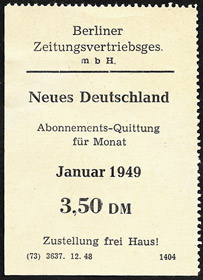 Berliner
Zeitungsvertriebsges.
m b H.
Neues Deutschland
Abonnements-Quittung
für Monat
Januar 1949
3,50 DM
Zustellung frei Haus!
(73) 3637. 12. 48 1404